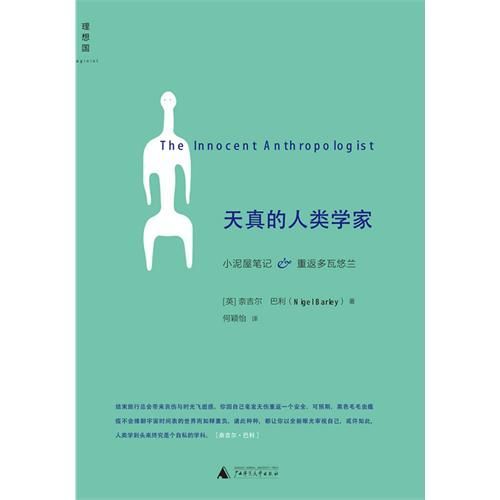 理
想
国
aginist
The Innocent Anthropologist
天真的人类学家
小泥屋笔记 & 重返多瓦悠兰
[英] 奈吉尔 巴利（Nigel Barley）著
何颖怡 译
结束旅行总会带来哀伤与时光飞逝感。你因自己毫发无伤重返一个安全、可预期、黑色毛毛虫瘟
疫不会推翻宇宙时间表的世界而如释重负。诸此种种，都让你以全新眼光审视自己。或许如此，
人类学到头来终究是个自私的学科。[奈吉尔·巴利]
广西师范大学出版社